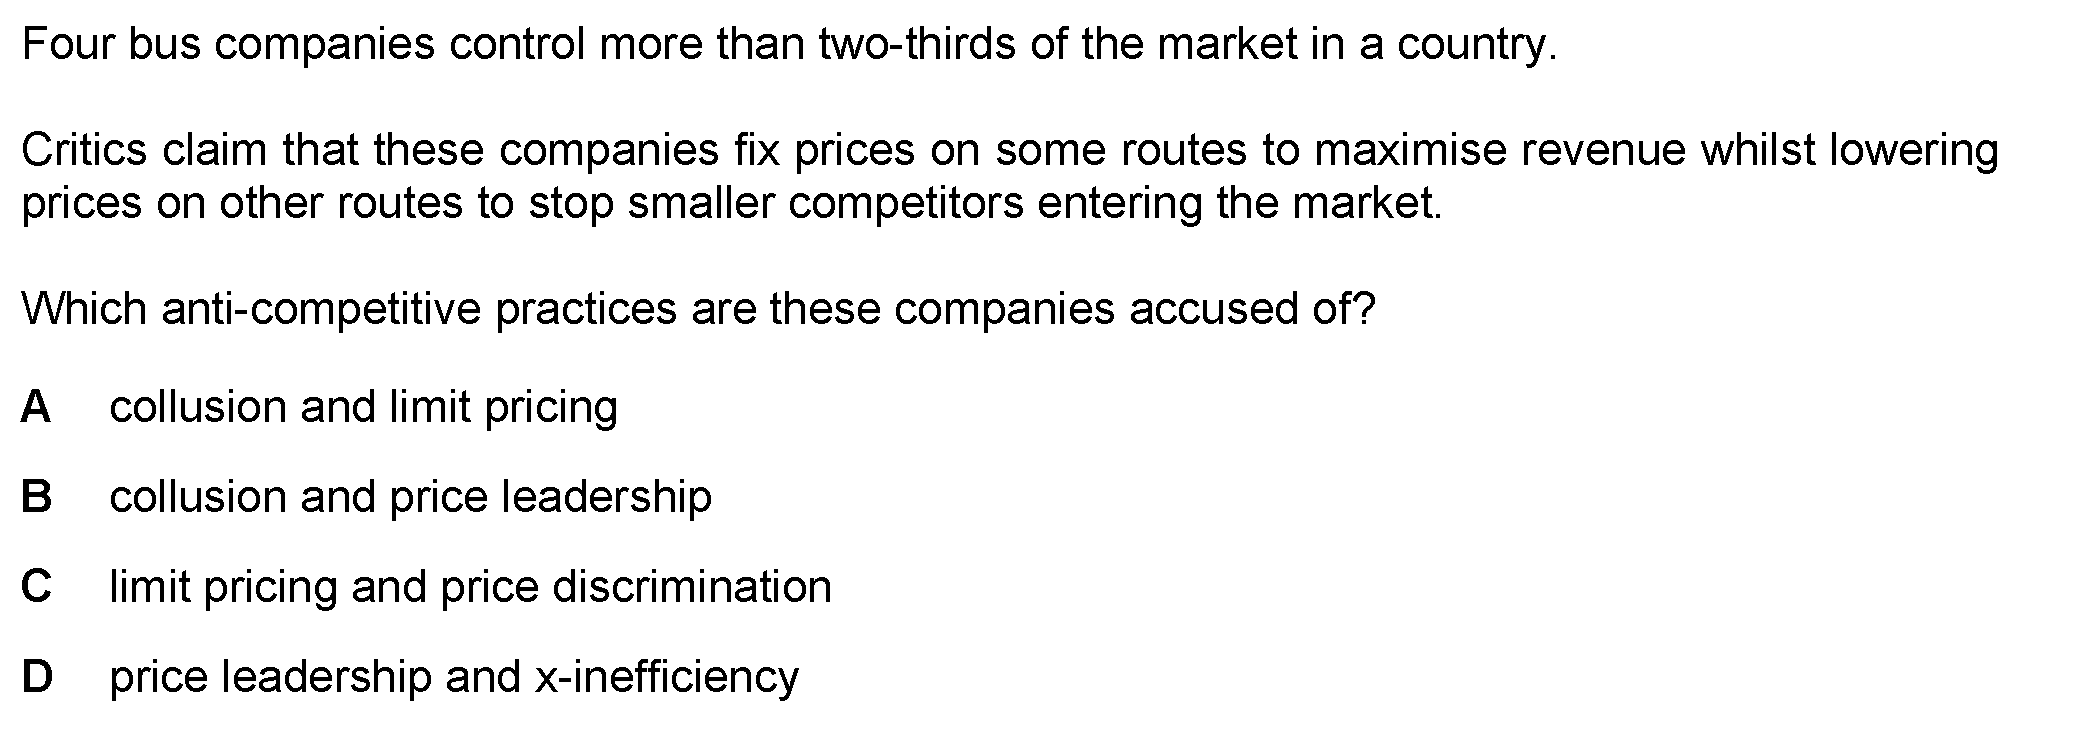 Four bus companies control more than two-thirds of the market in a country.
Critics claim that these companies fix prices on some routes to maximise revenue whilst lowering
prices on other routes to stop smaller competitors entering the market.
Which anti-competitive practices are these companies accused of?
A collusion and limit pricing
B collusion and price leadership
C limit pricing and price discrimination
D price leadership and x-inefficiency